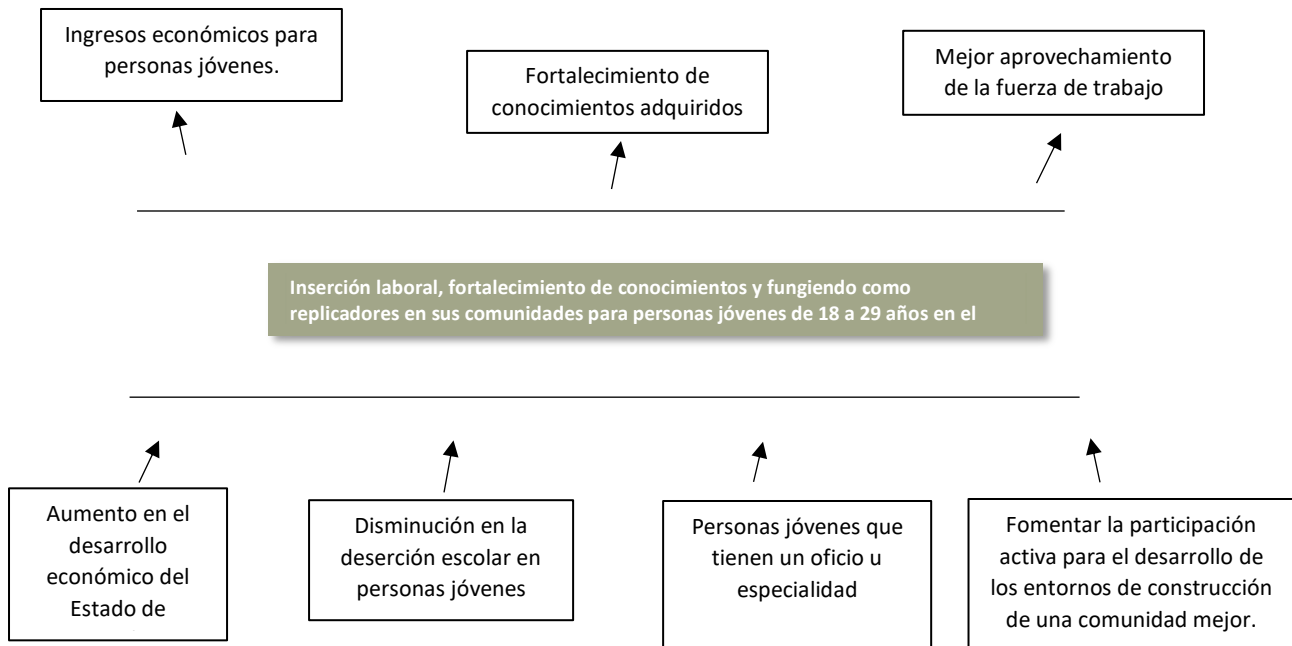 Ingresos económicos para
personas jóvenes.
Fortalecimiento de
conocimientos adquiridos
Mejor aprovechamiento
de la fuerza de trabajo
Inserción laboral, fortalecimiento de conocimientos y fungiendo como
replicadores en sus comunidades para personas jóvenes de 18 a 29 años en el
Aumento en el
desarrollo
económico del
Estado de
Disminución en la
deserción escolar en
personas jóvenes
Personas jóvenes que
tienen un oficio u
especialidad
Fomentar la participación
activa para el desarrollo de
los entornos de construcción
de una comunidad mejor.